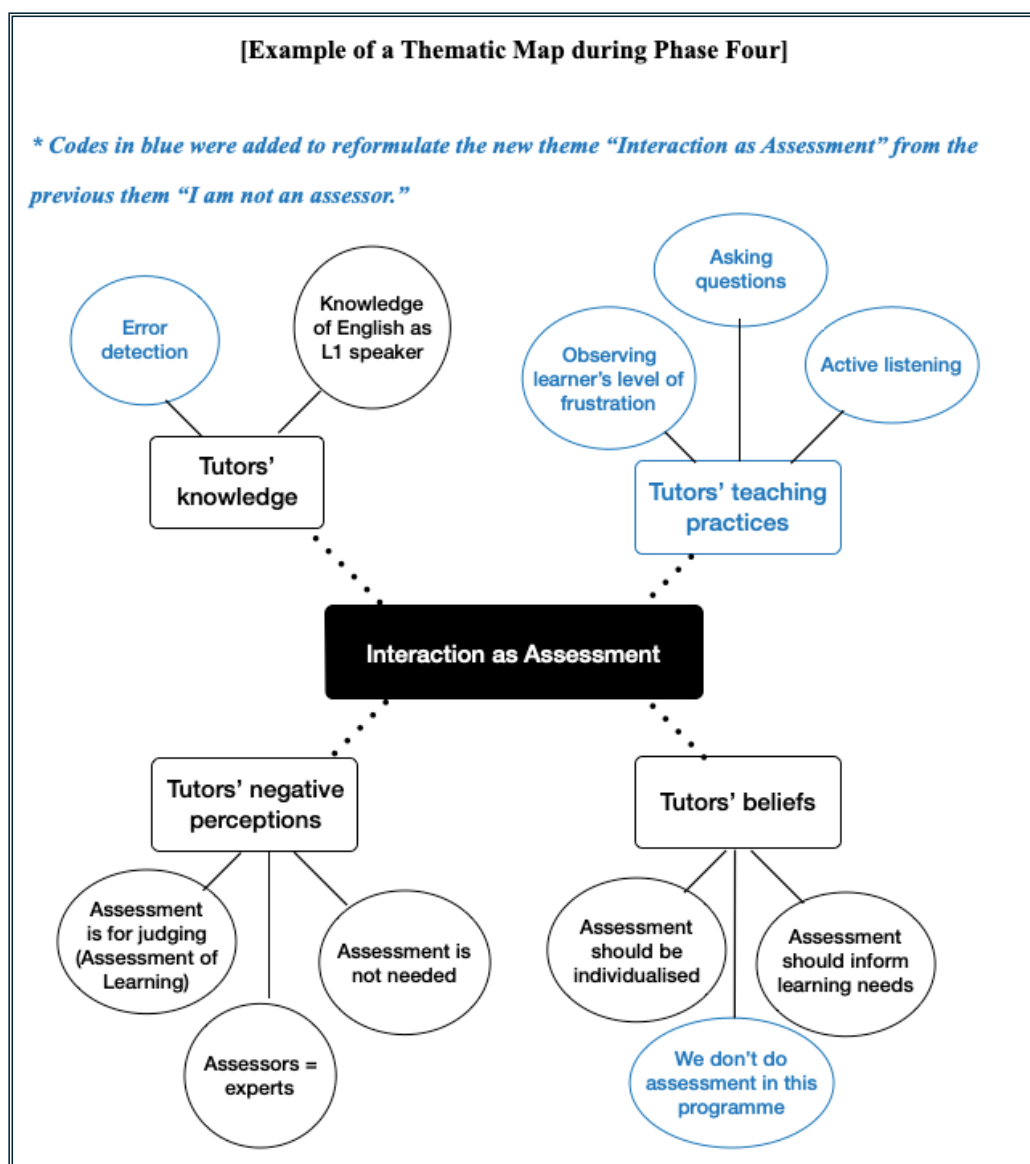 [Example of a Thematic Map during Phase Four]
* Codes in blue were added to reformulate the new theme “Interaction as Assessment” from the
previous them “I am not an assessor.”
Error
detection
Knowledge
of English as
L1 speaker
Tutors’
knowledge
Asking
questions
Observing
learner’s level of
frustration
Active listening
Tutors’ teaching
practices
Interaction as Assessment
Tutors’ negative
perceptions
Assessment
is for judging
(Assessment of
Learning)
Assessors =
experts
Assessment is
not needed
Tutors’ beliefs
Assessment
should be
individualised
We don’t do
assessment in this
programme
Assessment
should inform
learning needs